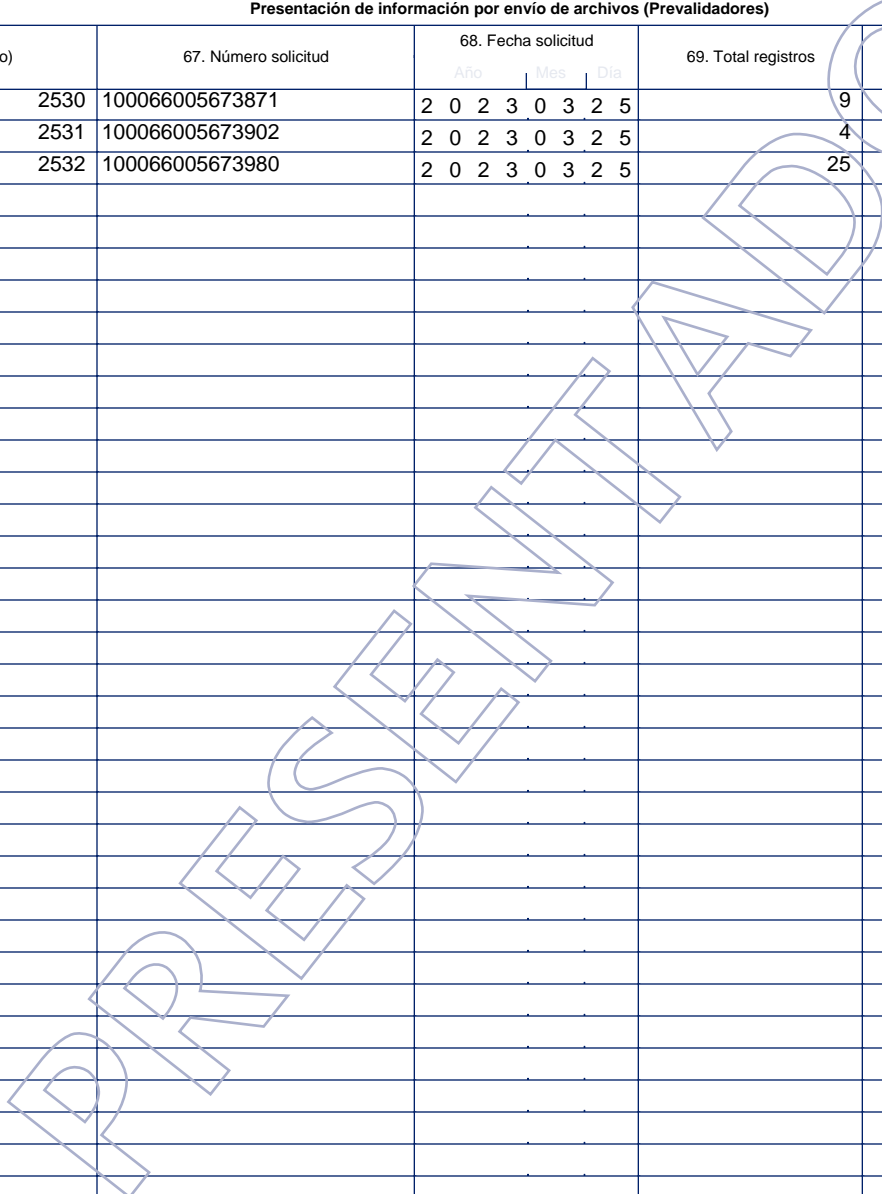 Presentación de información por envío de archivos (Prevalidadores)
o) 67. Número solicitud 68. Fecha solicitud 69. Total registros
Año Mes Día
2530 100066005673871 2 0 2 3 0 3 2 5 9
2531 100066005673902 2 0 2 3 0 3 2 5 4
2532 100066005673980 2 0 2 3 0 3 2 5 25
PRESENTADO